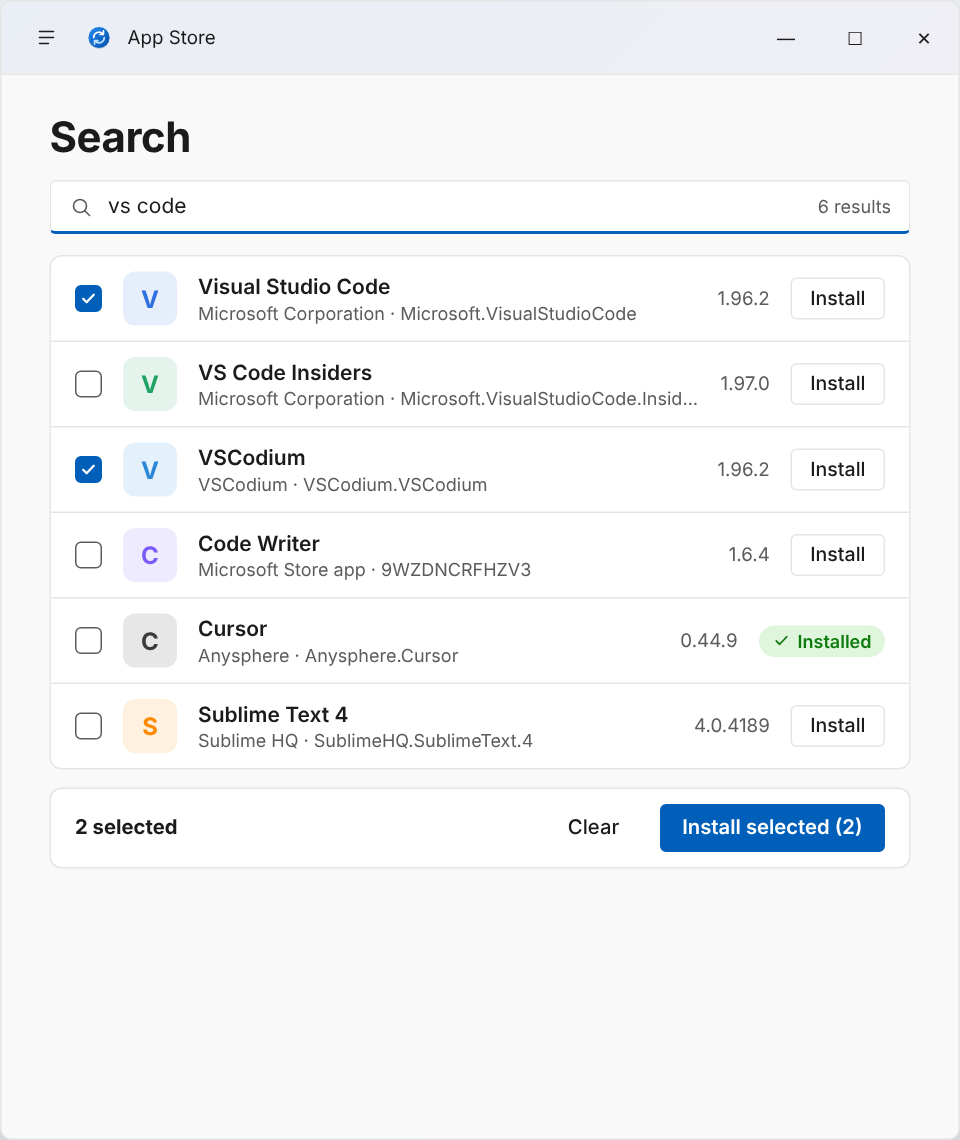 App Store
Search
vs code
6 results
V
Visual Studio Code
Microsoft Corporation · Microsoft.VisualStudioCode
1.96.2
Install
V
VS Code Insiders
Microsoft Corporation · Microsoft.VisualStudioCode.Insid...
1.97.0
Install
V
VSCodium
VSCodium · VSCodium.VSCodium
1.96.2
Install
C
Code Writer
Microsoft Store app · 9WZDNCRFHZV3
1.6.4
Install
C
Cursor
Anysphere · Anysphere.Cursor
0.44.9
Installed
S
Sublime Text 4
Sublime HQ · SublimeHQ.SublimeText.4
4.0.4189
Install
2 selected
Clear
Install selected (2)